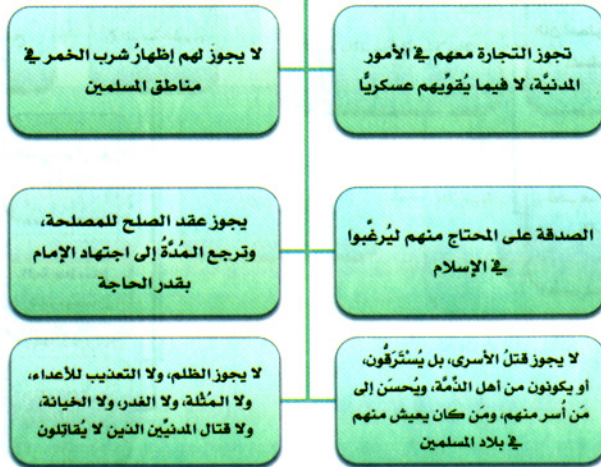 تجوز التجارة معهم في الأمور
المدنيَّة، لا فيما يُقوِّيهم عسكريًّا
لا يجوز لهم إظهارُ شرب الخمر في
مناطق المسلمين
الصدقة على المحتاج منهم ليُرغَّبوا
في الإسلام
يجوز عقد الصلح للمصلحة،
وترجع المُدَّةُ إلى اجتهاد الإمام
بقدر الحاجة
لا يجوز قتلُ الأسرى، بل يُسْتَرَقُّون،
أو يكونون من أهل الذِّمَّة، ويُحسَن إلى
مَن أُسر منهم، ومَن كان يعيش منهم
في بلاد المسلمين
لا يجوز الظلم، ولا التعذيب للأعداء،
ولا المُثْلة، ولا الغدر، ولا الخيانة،
ولا قتال المدنيِّين الذين لا يُقاتِلون